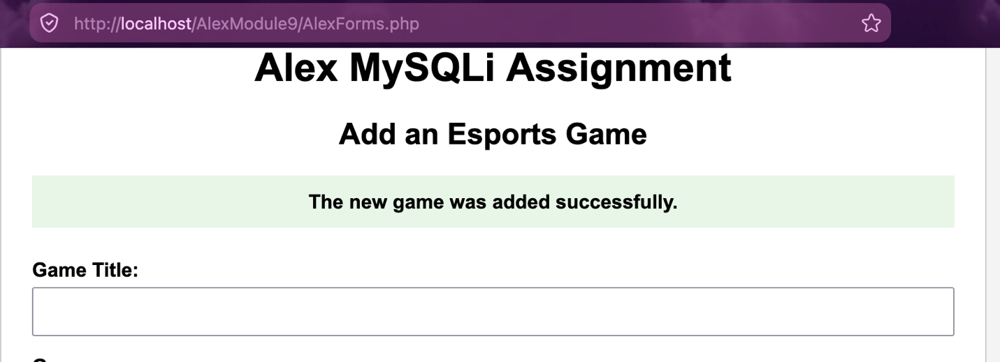 http://localhost/AlexModule9/AlexForms.php
Alex MySQLi Assignment
Add an Esports Game
The new game was added successfully.
Game Title: